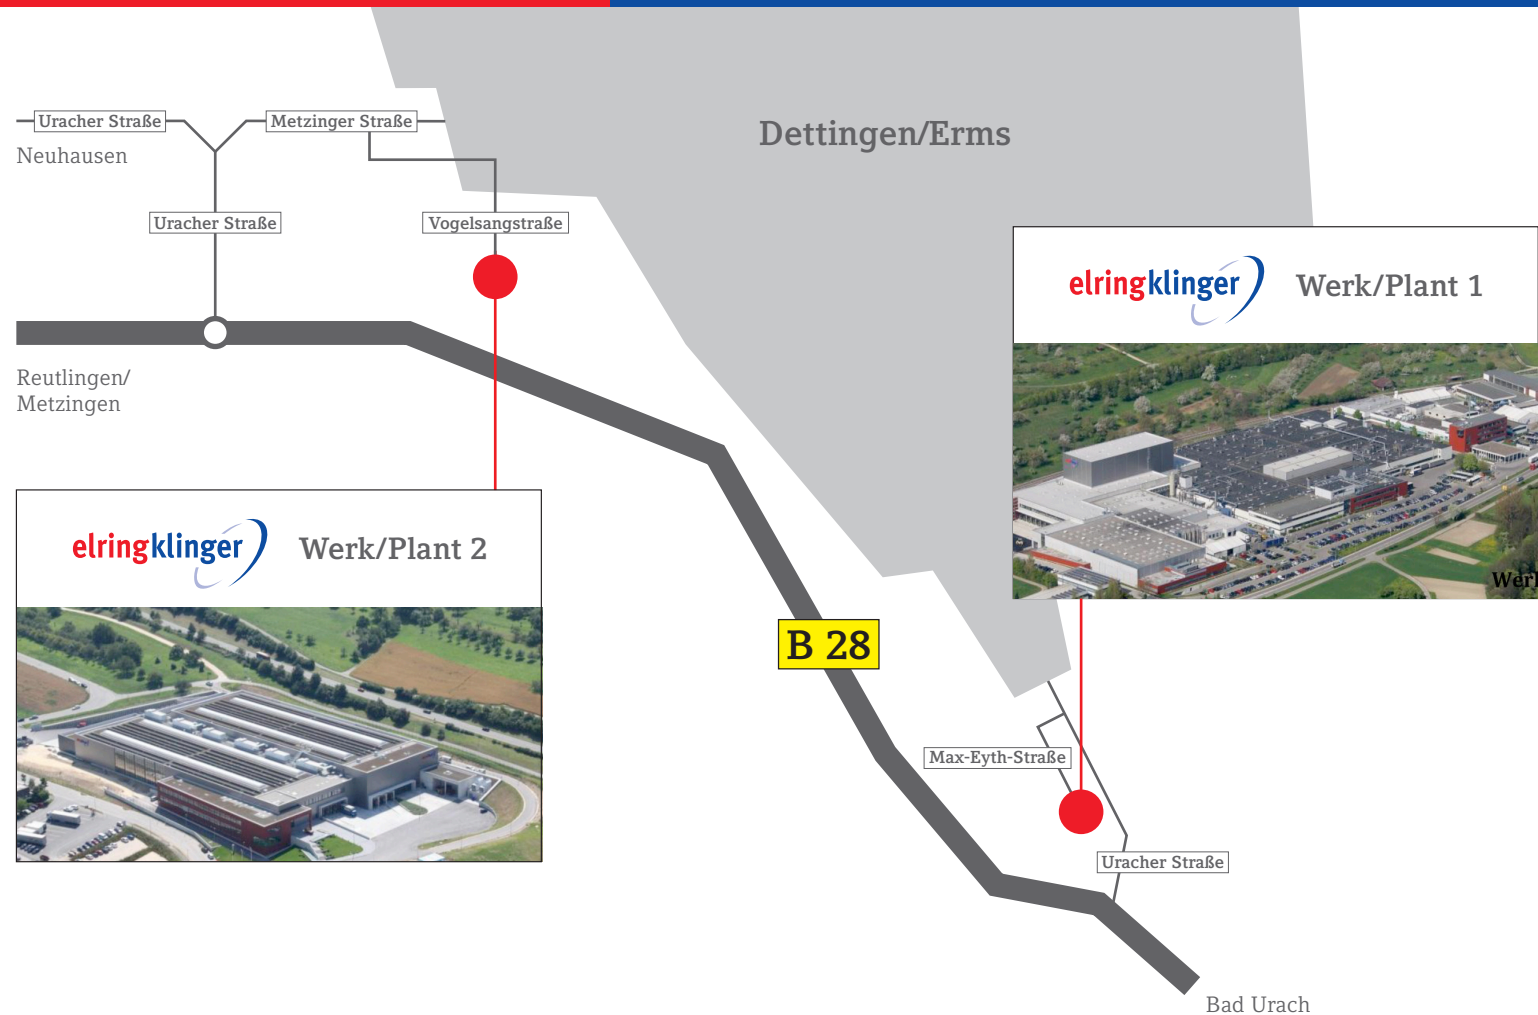 Uracher Straße
Metzinger Straße
Dettingen/Erms
Neuhausen
Uracher Straße
Vogelsangstraße
elringklinger
Werk/Plant 1
Reutlingen/
Metzingen
elringklinger
Werk/Plant 2
B 28
Max-Eyth-Straße
Uracher Straße
Bad Urach